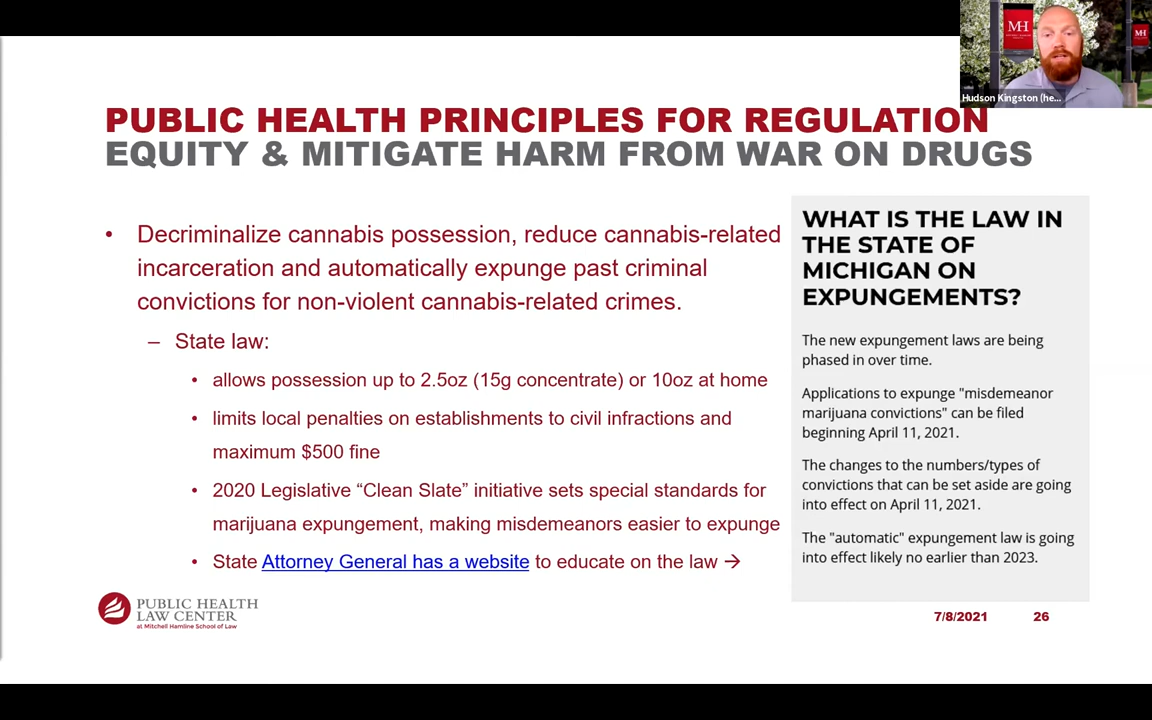 MH
MH
Hudson Kingston (he...
PUBLIC HEALTH PRINCIPLES FOR REGULATION
EQUITY & MITIGATE HARM FROM WAR ON DRUGS
• Decriminalize cannabis possession, reduce cannabis-related
incarceration and automatically expunge past criminal
convictions for non-violent cannabis-related crimes.
– State law:
• allows possession up to 2.5oz (15g concentrate) or 10oz at home
• limits local penalties on establishments to civil infractions and
maximum $500 fine
• 2020 Legislative “Clean Slate” initiative sets special standards for
marijuana expungement, making misdemeanors easier to expunge
• State Attorney General has a website to educate on the law →
WHAT IS THE LAW IN
THE STATE OF
MICHIGAN ON
EXPUNGEMENTS?
The new expungement laws are being
phased in over time.
Applications to expunge "misdemeanor
marijuana convictions" can be filed
beginning April 11, 2021.
The changes to the numbers/types of
convictions that can be set aside are going
into effect on April 11, 2021.
The "automatic" expungement law is going
into effect likely no earlier than 2023.
PUBLIC HEALTH
LAW CENTER
at Mitchell Hamline School of Law
7/8/2021
26